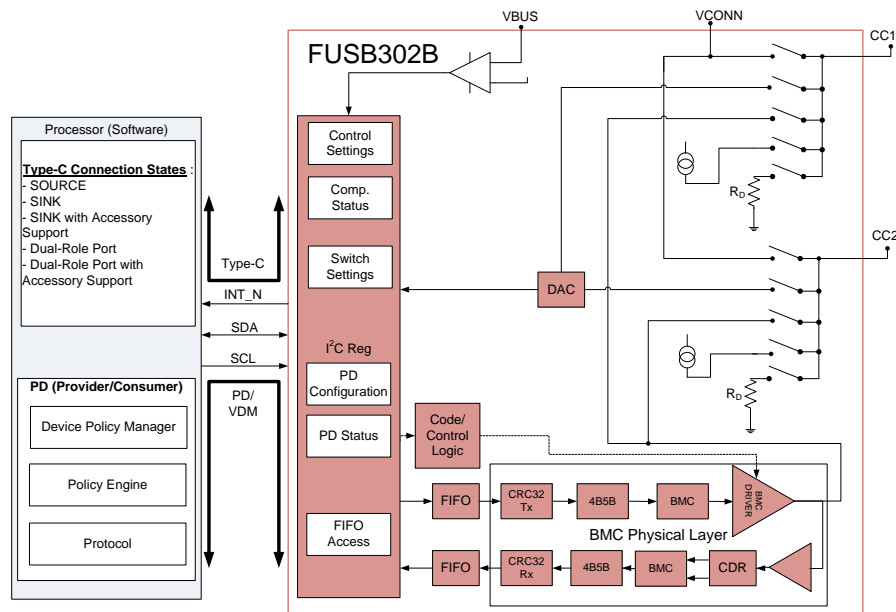 VBUS
VCONN
CC1
FUSB302B
Processor (Software)
Type-C Connection States :
- SOURCE
- SINK
- SINK with Accessory
Support
- Dual-Role Port
- Dual-Role Port with
Accessory Support
Type-C
INT_N
SDA
SCL
Control
Settings
Comp.
Status
Switch
Settings
I²C Reg
PD
Configuration
PD Status
FIFO
Access
RD
CC2
DAC
RD
PD (Provider/Consumer)
Device Policy Manager
Policy Engine
Protocol
PD/
VDM
Code/
Control
Logic
FIFO
CRC32
Tx
4B5B
BMC
BMC
DRIVER
BMC Physical Layer
FIFO
CRC32
Rx
4B5B
BMC
CDR